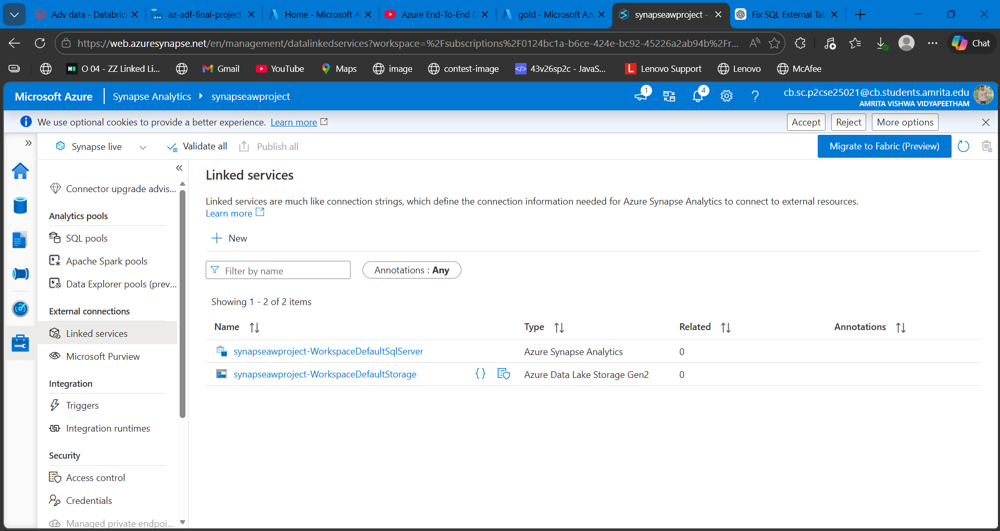 Adv data - Databrick
az-adf-final-project
Home - Microsoft A
Azure End-To-End D
gold - Microsoft Azu
synapseawproject -
Fix SQL External Tab
https://web.azuresynapse.net/en/management/datalinkedservices?workspace=%2Fsubscriptions%2F0124bc1a-b6ce-424e-bc92-45226a2ab94b%2Fr...
Chat
O 04 - ZZ Linked Li...
Gmail
YouTube
Maps
image
contest-image
43v26sp2c - JavaS...
Lenovo Support
Lenovo
McAfee
Microsoft Azure
Synapse Analytics
synapseawproject
1
4
cb.sc.p2cse25021@cb.students.amrita.edu
AMRITA VISHWA VIDYAPEETHAM
We use optional cookies to provide a better experience. Learn more
Accept
Reject
More options
Synapse live
Validate all
Publish all
Migrate to Fabric (Preview)
Connector upgrade advis...
Analytics pools
SQL pools
Apache Spark pools
Data Explorer pools (prev...
External connections
Linked services
Microsoft Purview
Integration
Triggers
Integration runtimes
Security
Access control
Credentials
Managed private endpoi...
Linked services
Linked services are much like connection strings, which define the connection information needed for Azure Synapse Analytics to connect to external resources.
Learn more
New
Filter by name
Annotations : Any
Showing 1 - 2 of 2 items
Name Type Related Annotations
synapseawproject-WorkspaceDefaultSqlServer Azure Synapse Analytics 0
synapseawproject-WorkspaceDefaultStorage {} Azure Data Lake Storage Gen2 0